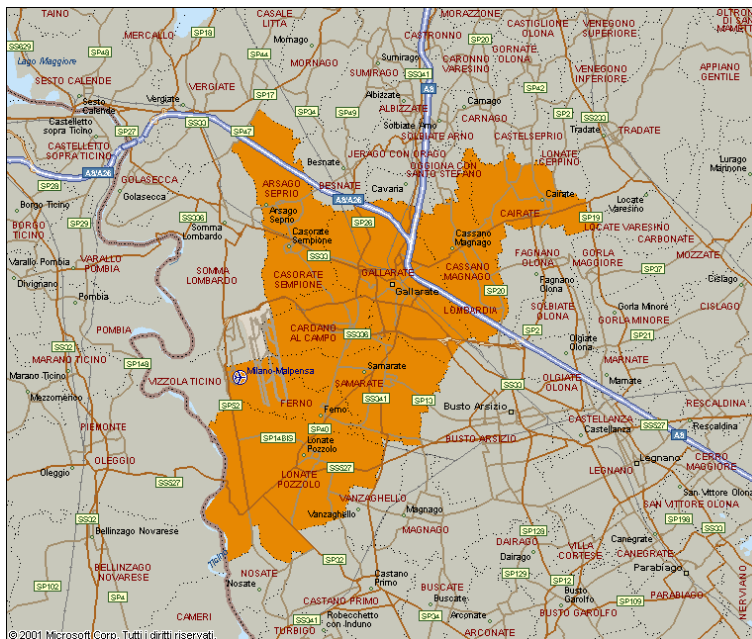 TAINO
MERCALLO
SP18
CASALE
LITTA
MORAZZONE
CASTRONNO
CASTIGLIONE
OLONA
VENEGONO
SUPERIORE
SS629
SP48
Mornago
SP44
MORNAGO
Sumirago
SUMIRAGO
SS341
CARONNO
VARESINO
SP20
GORNATE
OLONA
VENEGONO
INFERIORE
APPIANO
GENTILE
Lago Maggiore
SESTO CALENDE
Sesto
Calende
Vergiate
VERGIATE
SP17
SP34
SP49
Albizzate
ALBIZZATE
A8
Carnago
CARNAGO
SP42
SP2
SS233
Tradate
TRADATE
Castelletto
sopra Ticino
SP27
SS33
SP47
Solbiate Arno
SOLBIATE ARNO
CASTELSEPRIO
CASTELLETTO
SOPRA TICINO
A8/A26
Besnate
BESNATE
JERAGO CON ORAGO
OGGIONA CON
SANTO STEFANO
LONATE
CEPPINO
Lurago
Marinone
SP28
GOLASECCA
Golasecca
ARSAGO
SEPRIO
Arsago
Seprio
A8/A26
Cavaria
Cairate
CAIRATE
Locate
Varesino
Borgo Ticino
SP29
BORGO
TICINO
SS336
Somma
Lombardo
Casorate
Sempione
SP26
Cassano
Magnago
SP19
LOCATE VARESINO
CARBONATE
Varallo Pombia
VARALLO
POMBIA
SS33
FAGNANO
OLONA
GORLA
MAGGIORE
MOZZATE
Divignano
Pombia
SOMMA
LOMBARDO
CASORATE
SEMPIONE
GALLARATE
Gallarate
CASSANO
MAGNAGO
SP20
Fagnano
Olona
SP37
Cislago
POMBIA
LOMBARDIA
SOLBIATE
OLONA
Gorla Minore
GORLA MINORE
CISLAGO
SS32
MARANO TICINO
SP148
CARDANO
AL CAMPO
SS336
SP2
Olgiate
Olona
SP21
MARNATE
Marano Ticino
VIZZOLA TICINO
Milano-Malpensa
Samarate
SAMARATE
SS33
OLGIATE
OLONA
Marnate
Mezzomerico
SP52
FERNO
Ferno
SS341
SP13
Busto Arsizio
RESCALDINA
Rescaldina
PIEMONTE
SP40
SP14BIS
Lonate
Pozzolo
BUSTO ARSIZIO
CASTELLANZA
Castellanza
SS527
A8
OLEGGIO
Oleggio
SS527
LONATE
POZZOLO
SS527
LEGNANO
Legnano
CERRO
MAGGIORE
VANZAGHELLO
Vanzaghello
Magnago
MAGNAGO
San Vittore Olona
SAN VITTORE OLONA
SS32
Bellinzago Novarese
SP128
DAIRAGO
Dairago
VILLA
CORTESE
SP198
SS33
Canegrate
CANEGRATE
BELLINZAGO
NOVARESE
Ticino
NOSATE
Nosate
SP32
Castano
Primo
SP129
SP12
Parabiago
SP102
SP4
CASTANO PRIMO
BUSCATE
Buscate
Busto
Garolfo
SP109
PARABIAGO
NERVIANO
CAMERI
SS341
TURBIGO
Robecchetto
con Induno
SP34
Arconate
ARCONATE
BUSTO GAROLFO
© 2001 Microsoft Corp. Tutti i diritti riservati.